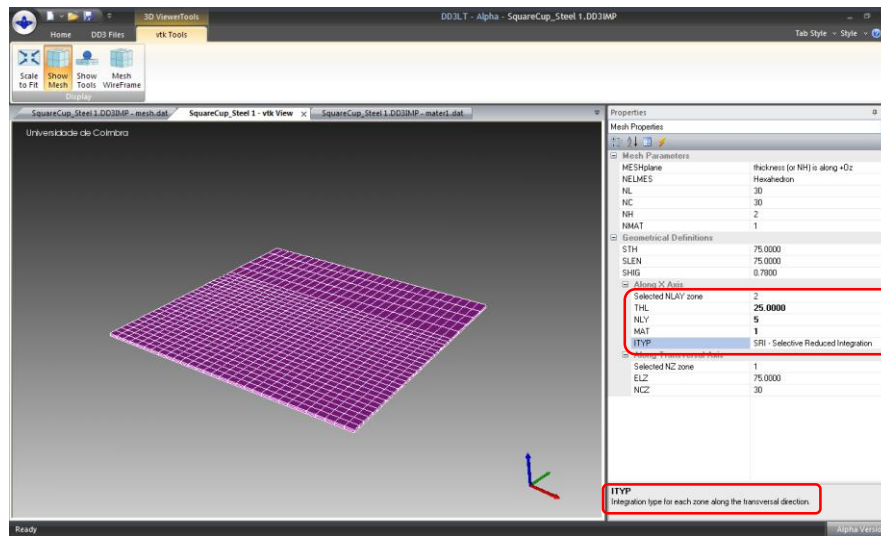 3D ViewerTools
DD3LT - Alpha - SquareCup_Steel 1.DD3IMP
Home
DD3 Files
vtk Tools
Tab Style
Style
Scale to Fit
Show Mesh
Show Tools
Mesh WireFrame
Display
SquareCup_Steel 1.DD3IMP - mesh.dat
SquareCup_Steel 1 - vtk View
SquareCup_Steel 1.DD3IMP - mater1.dat
Properties
Universidade de Coimbra
Mesh Properties
Mesh Parameters
MESHplane thickness (or NH) is along +Oz
NELMES Hexahedron
NL 30
NC 30
NH 2
NMAT 1
Geometrical Definitions
STH 75.0000
SLEN 75.0000
SHIG 0.7800
Along X Axis
Selected NLAY zone 2
THL 25.0000
NLY 5
MAT 1
ITYP SRI - Selective Reduced Integration
Along Transversal Axis
Selected NZ zone 1
ELZ 75.0000
NCZ 30
ITYP
Integration type for each zone along the transversal direction.
Ready
Alpha Versio